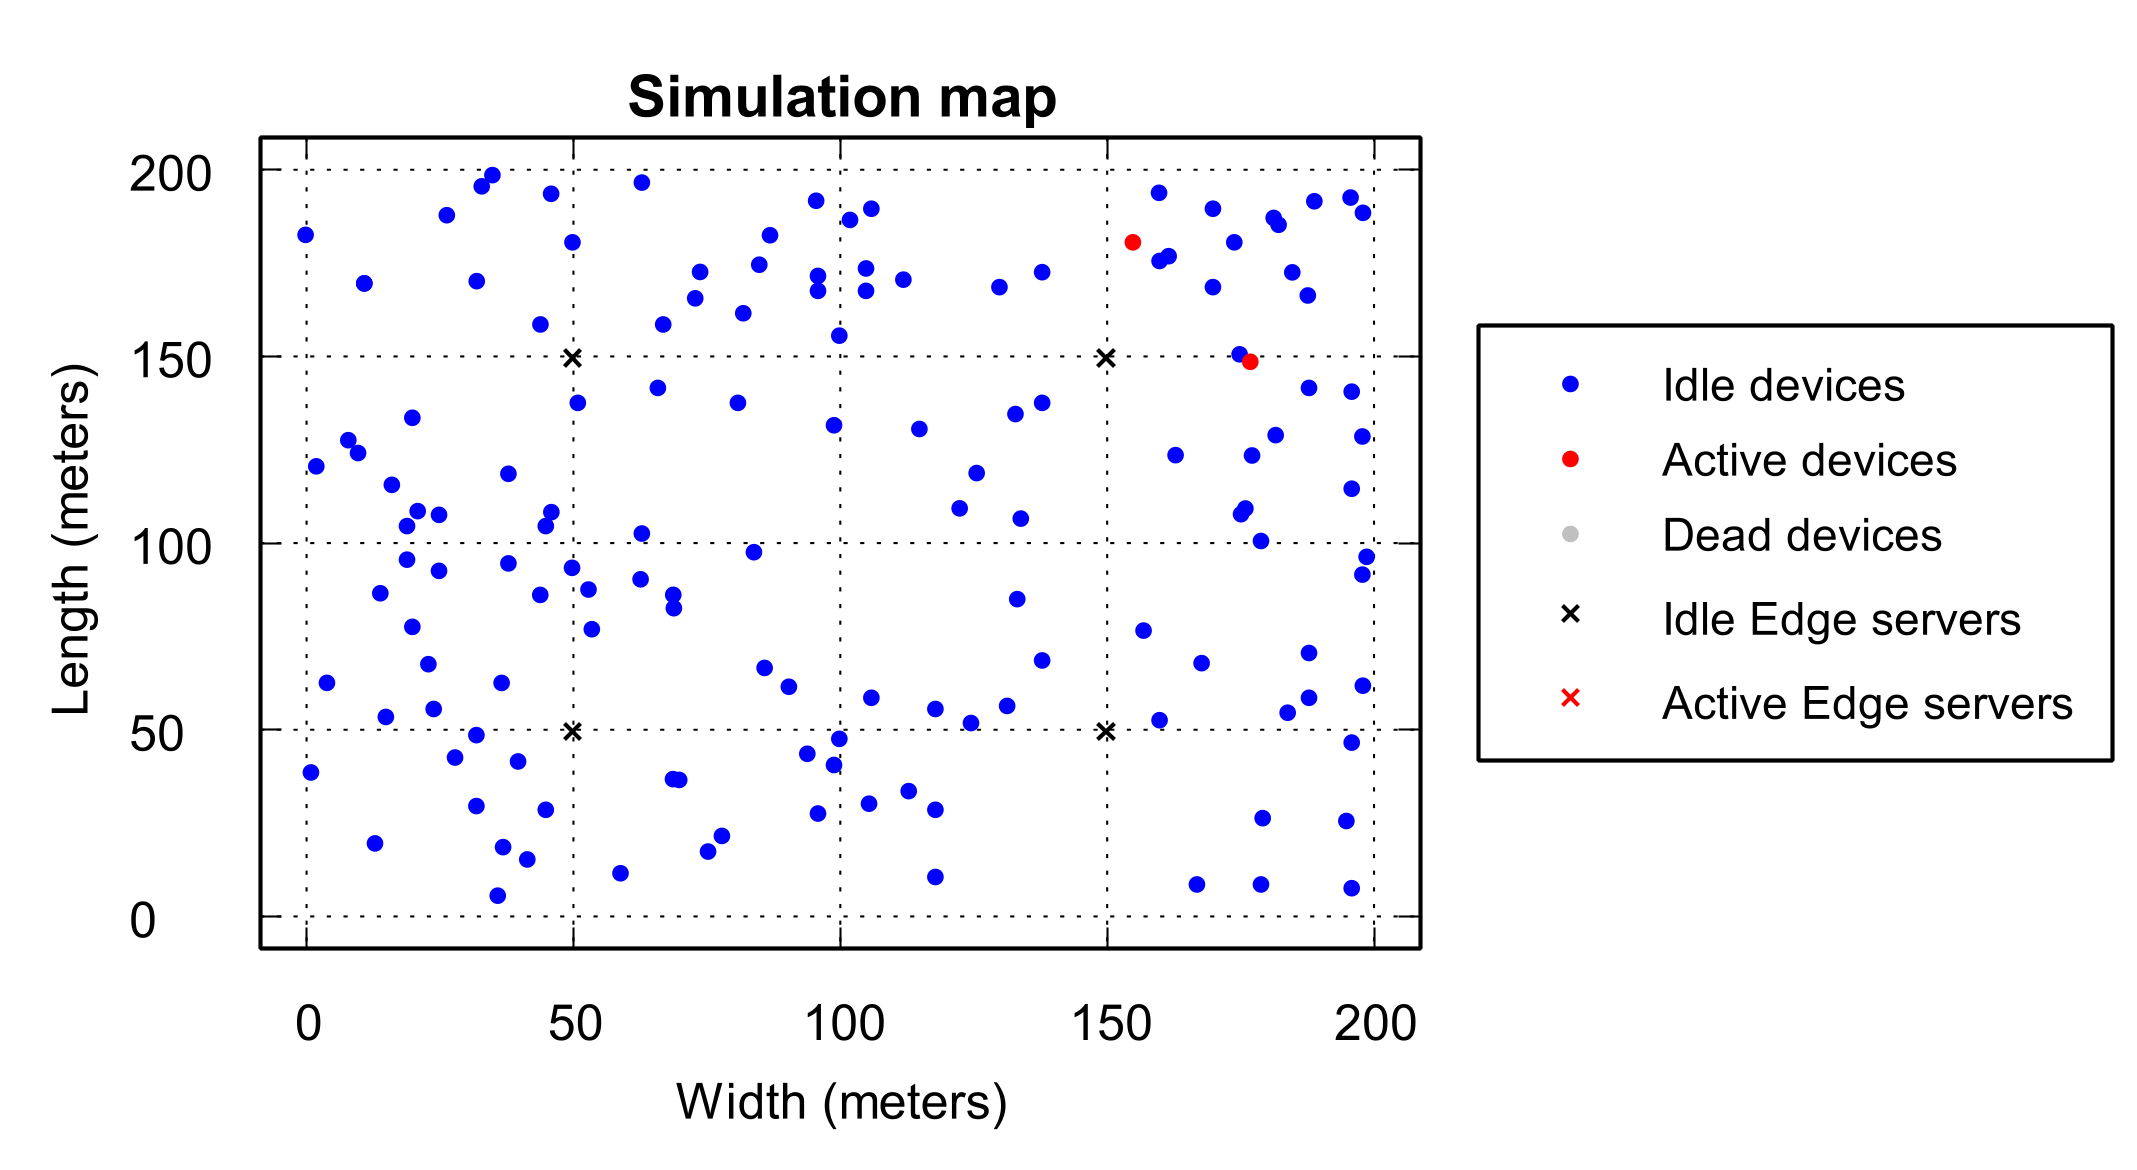 Simulation map
200
150
100
50
0
Length (meters)
0 50 100 150 200
Width (meters)
Idle devices
Active devices
Dead devices
Idle Edge servers
Active Edge servers